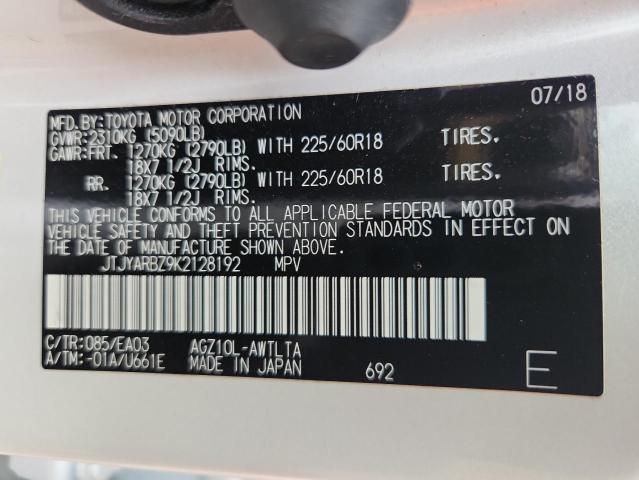 07/18
MFD.BY:TOYOTA MOTOR CORPORATION
GVWR:2310KG (5090LB)
GAWR:FRT. 1270KG (2790LB) WITH 225/60R18 TIRES.
18X7 1/2J RIMS.
RR. 1270KG (2790LB) WITH 225/60R18 TIRES.
18X7 1/2J RIMS.
THIS VEHICLE CONFORMS TO ALL APPLICABLE FEDERAL MOTOR
VEHICLE SAFETY AND THEFT PREVENTION STANDARDS IN EFFECT ON
THE DATE OF MANUFACTURE SHOWN ABOVE.
JTJYARBZ9K2128192 MPV
C/TR:085/EA03 AGZ10L-AWTLTA
A/TM:-01A/U661E MADE IN JAPAN 692 E